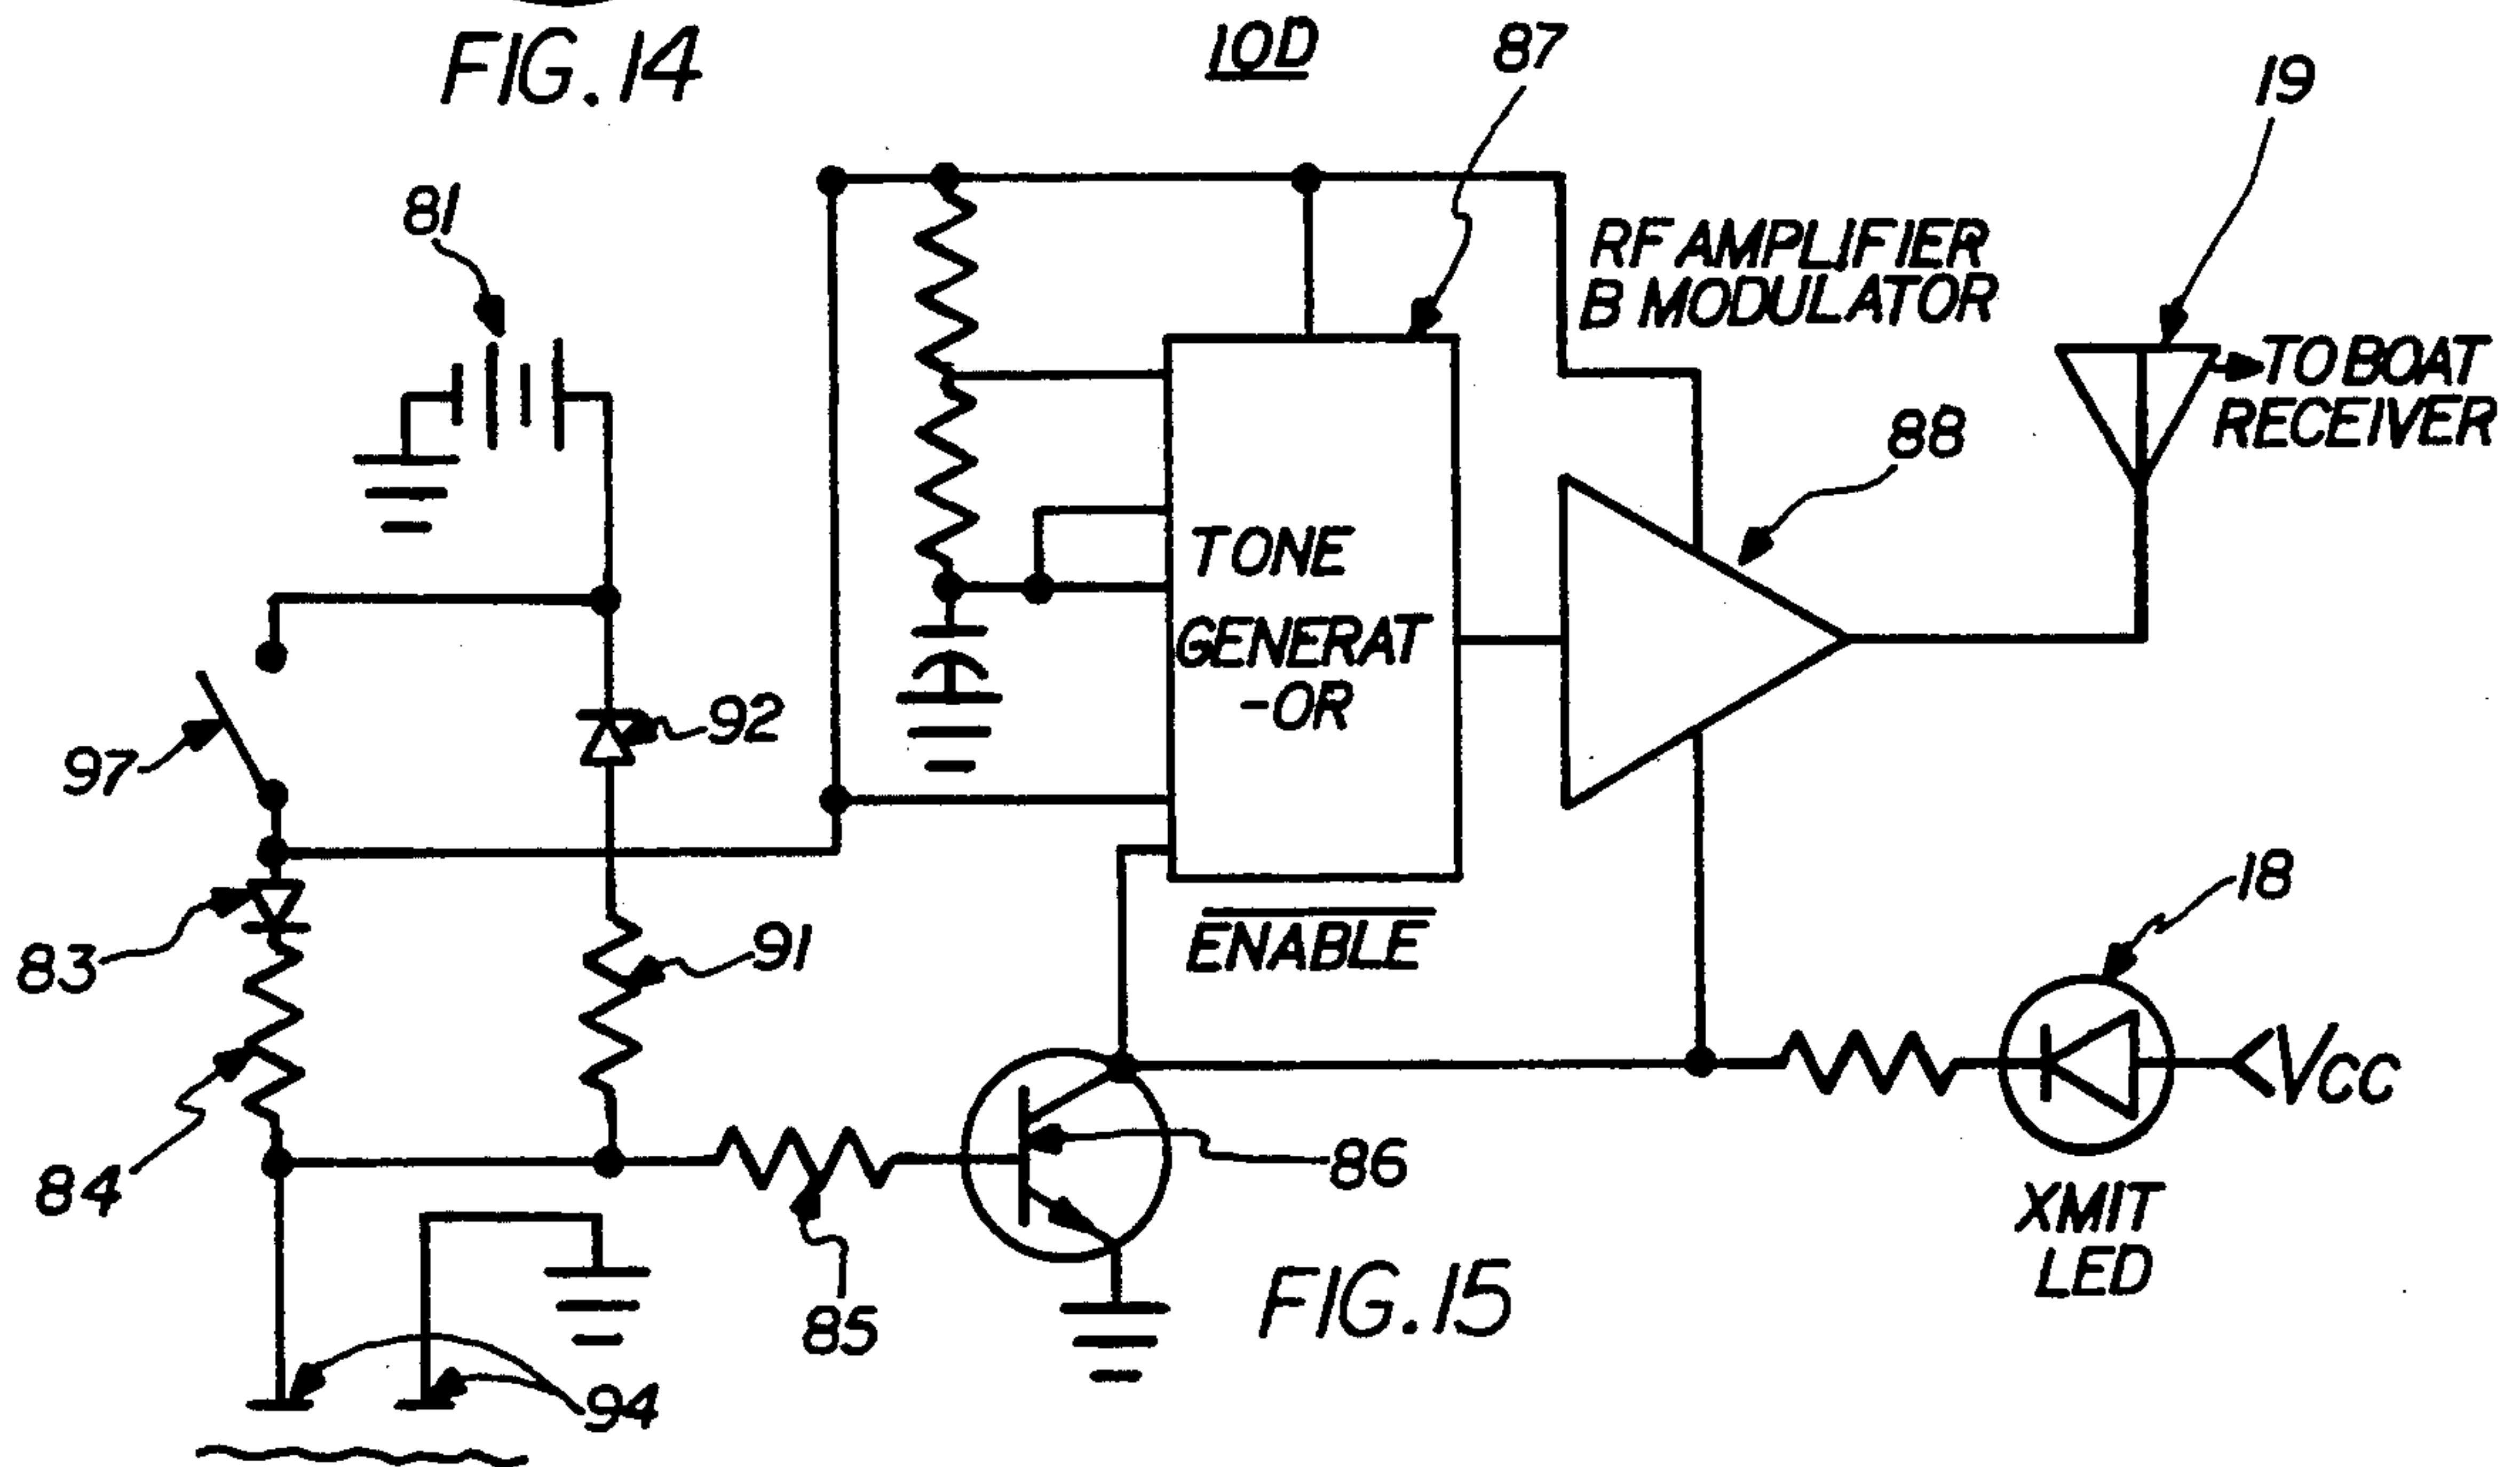 FIG. 14
10D
87
19
81
RF AMPLIFIER
B MODULATOR
TO BOAT
RECEIVER
88
TONE
GENERAT
-OR
92
97
83
91
ENABLE
18
Vcc
84
86
XMIT
LED
85
FIG. 15
94